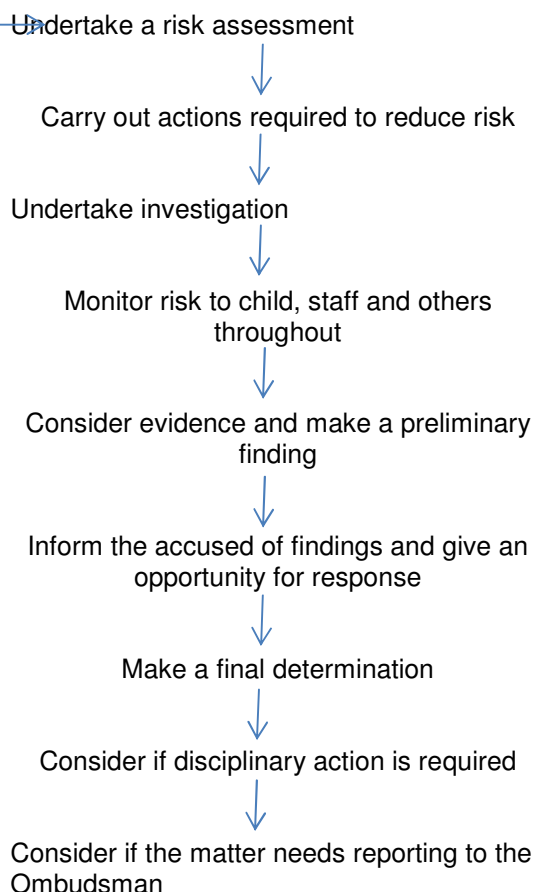 Undertake a risk assessment
Carry out actions required to reduce risk
Undertake investigation
Monitor risk to child, staff and others
throughout
Consider evidence and make a preliminary
finding
Inform the accused of findings and give an
opportunity for response
Make a final determination
Consider if disciplinary action is required
Consider if the matter needs reporting to the
Ombudsman